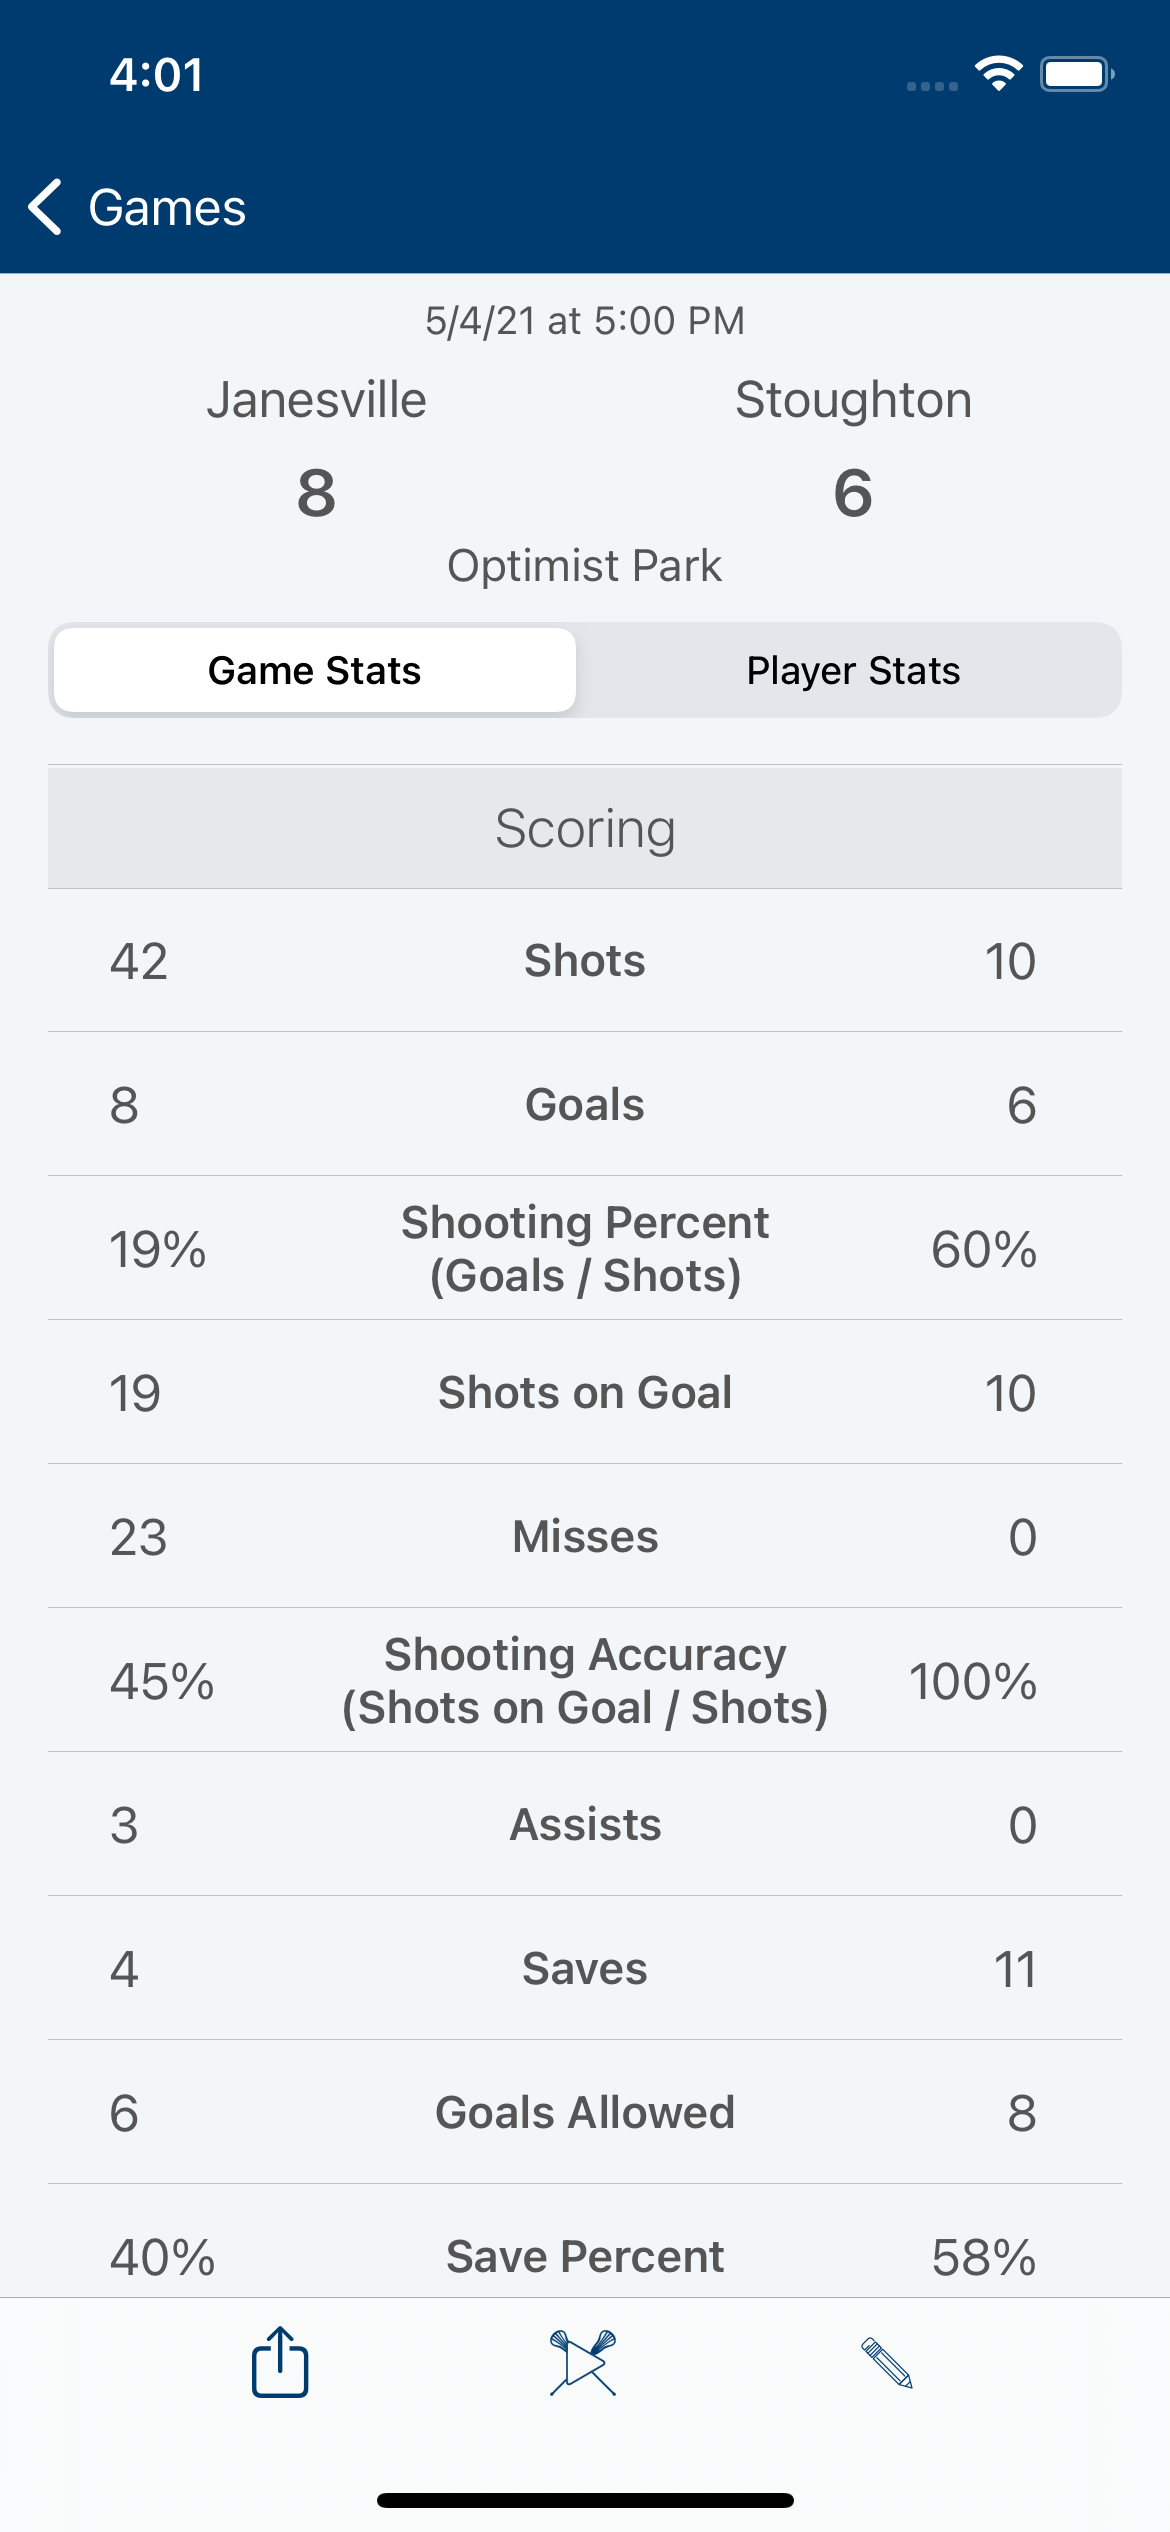 4:01
Games
5/4/21 at 5:00 PM
Janesville Stoughton
8 6
Optimist Park
Game Stats Player Stats
Scoring
42 Shots 10
8 Goals 6
19% Shooting Percent (Goals / Shots) 60%
19 Shots on Goal 10
23 Misses 0
45% Shooting Accuracy (Shots on Goal / Shots) 100%
3 Assists 0
4 Saves 11
6 Goals Allowed 8
40% Save Percent 58%